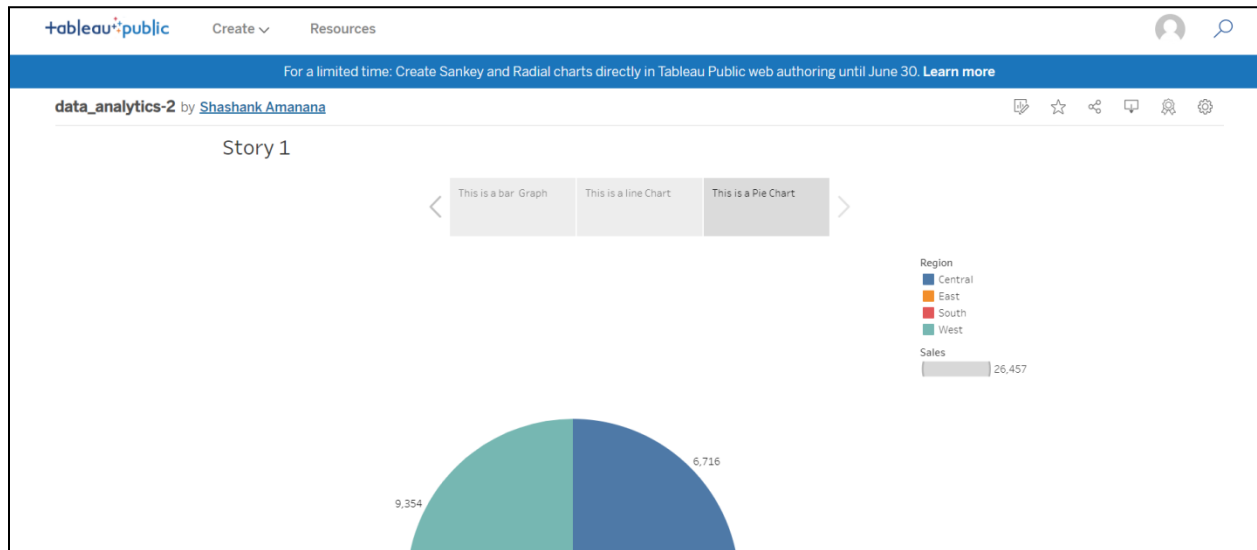 +ableau public Create Resources
For a limited time: Create Sankey and Radial charts directly in Tableau Public web authoring until June 30. Learn more
data_analytics-2 by Shashank Amanana
Story 1
This is a bar Graph
This is a line Chart
This is a Pie Chart
Region
Central
East
South
West
Sales
26,457
6,716
9,354